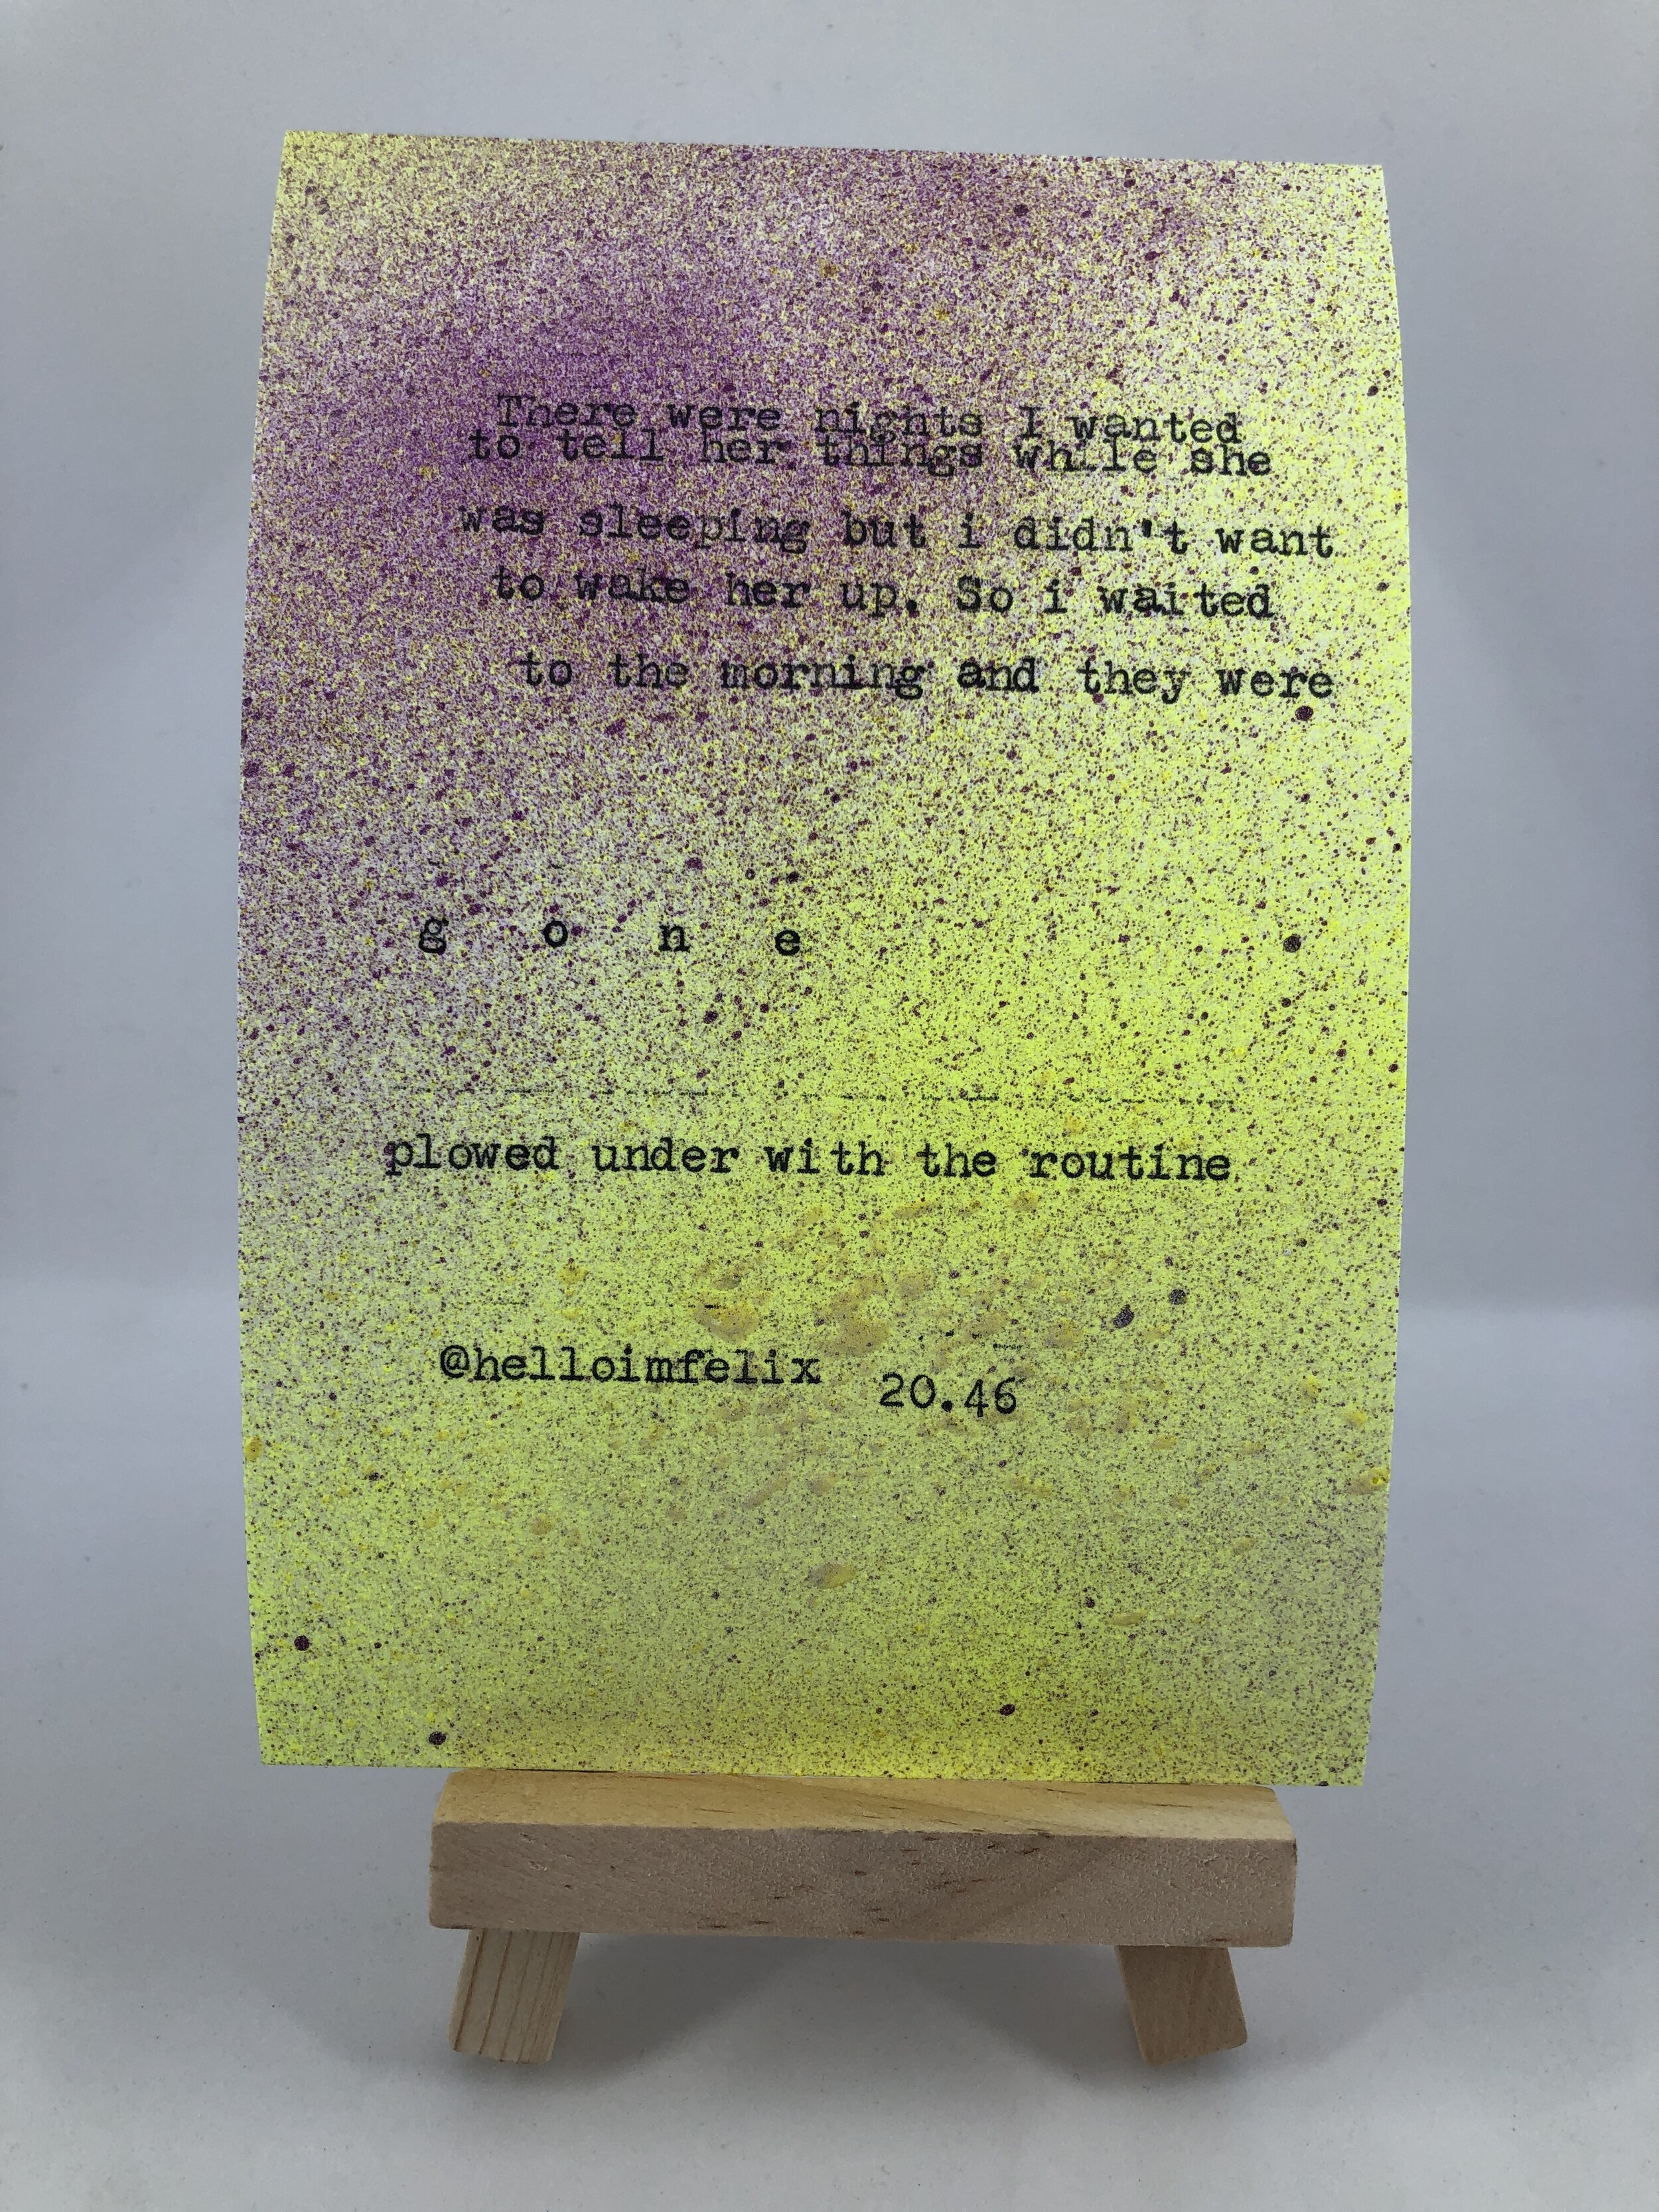 There were nights I wanted
to tell her things while she
was sleeping but i didn't want
to wake her up. So i waited
to the morning and they were
g o n e
plowed under with the routine
@helloimfelix 20.46